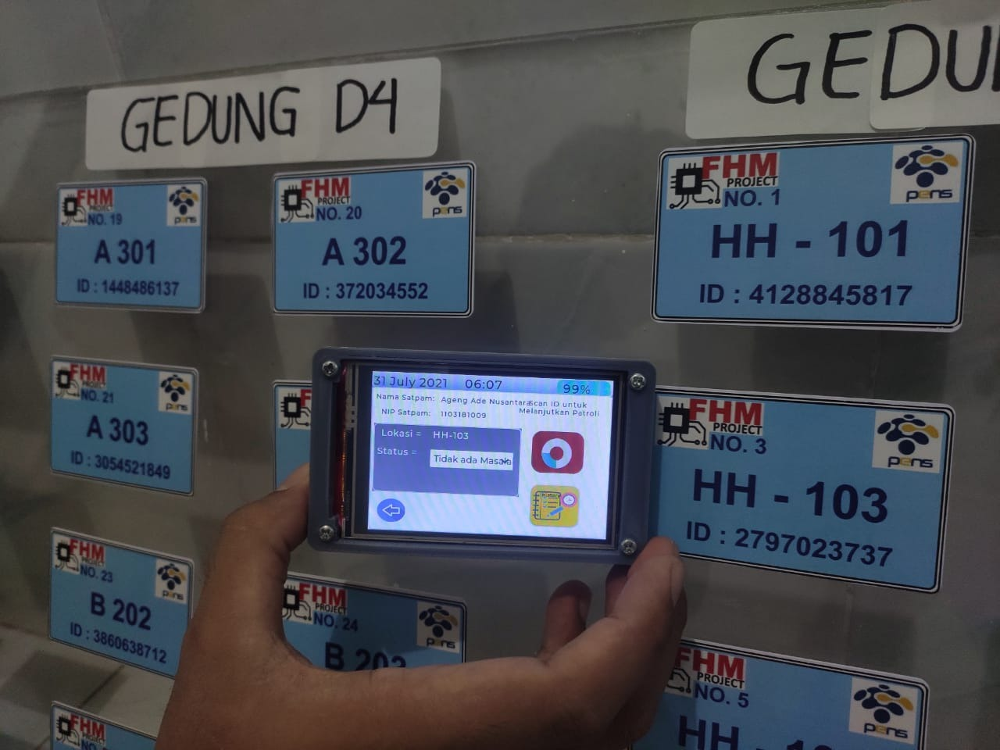 GEDUNG D4
GEDU
FHM
PROJECT
NO. 19
pens
A 301
ID : 1448486137
FHM
PROJECT
NO. 20
pens
A 302
ID : 372034552
FHM
PROJECT
NO. 1
pens
HH - 101
ID : 4128845817
FHM
PROJECT
NO. 21
pens
A 303
ID : 3054521849
31 July 2021 06:07 99%
Nama Satpam: Ageng Ade Nusantara
Scan ID untuk
Melanjutkan Patroli
NIP Satpam: 1103181009
Lokasi = HH-103
Status = Tidak ada Masala
History
FHM
PROJECT
NO. 3
pens
HH - 103
ID : 2797023737
FHM
PROJECT
NO. 23
pens
B 202
ID : 3860638712
FHM
PROJECT
NO. 24
pens
B 203
FHM
PROJECT
NO. 5
pens
HH - 10
FHM
PROJECT